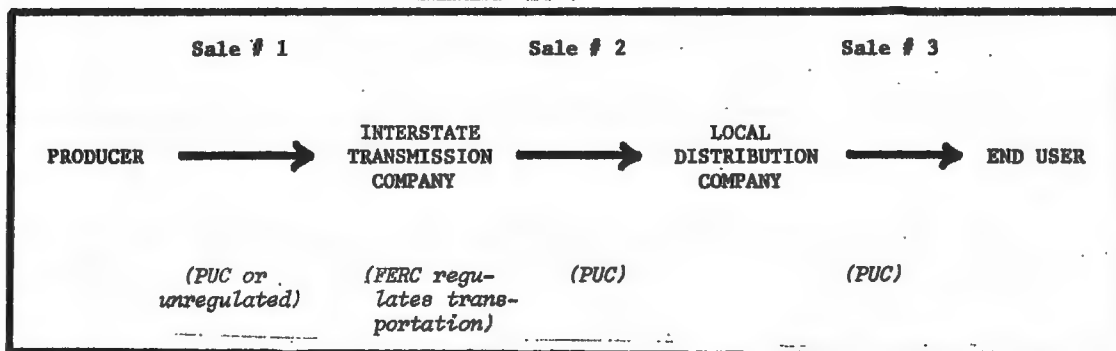 Sale # 1
Sale # 2
Sale # 3
PRODUCER
INTERSTATE
TRANSMISSION
COMPANY
LOCAL
DISTRIBUTION
COMPANY
END USER
(PUC or
unregulated)
(FERC regu-
lates trans-
portation)
(PUC)
(PUC)